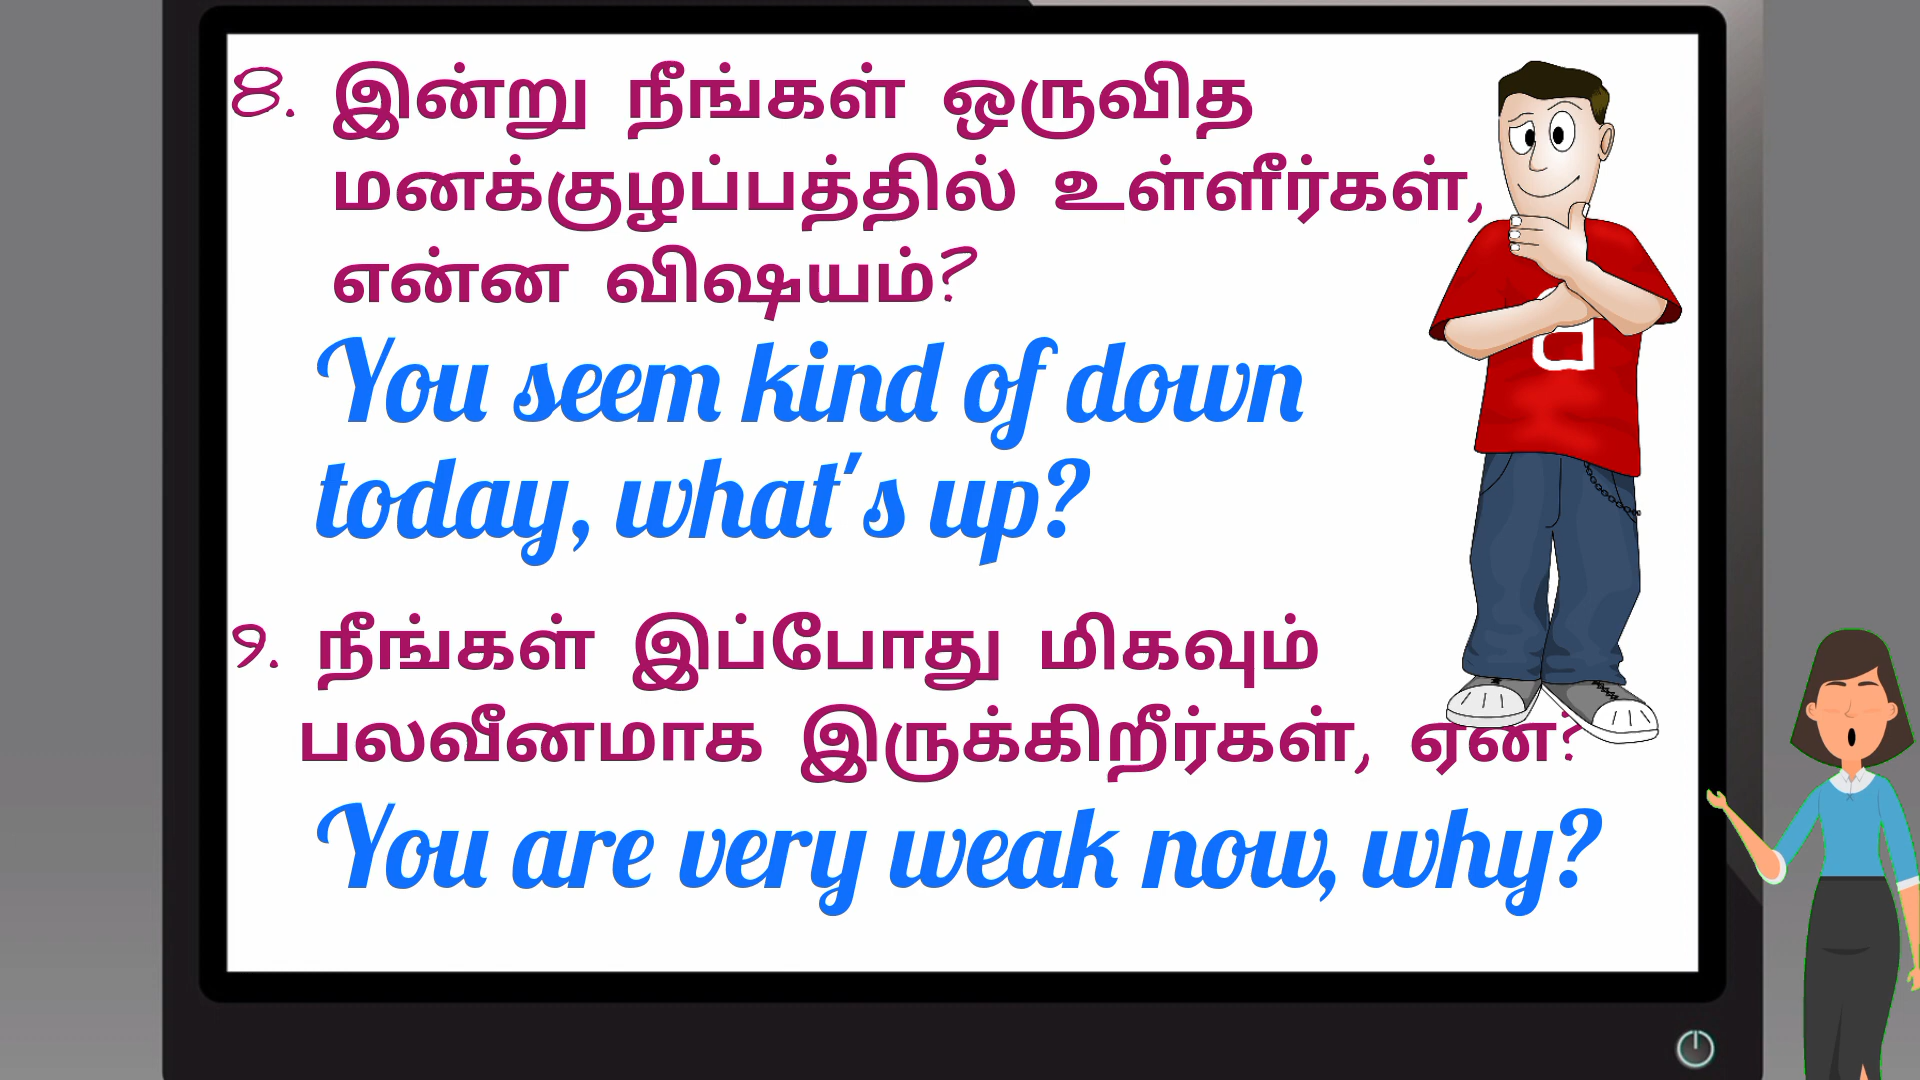 8. இன்று நீங்கள் ஒருவித
மனக்குழப்பத்தில் உள்ளீர்கள்,
என்ன விஷயம்?
You seem kind of down
today, what's up?
9. நீங்கள் இப்போது மிகவும்
பலவீனமாக இருக்கிறீர்கள், ஏன்?
You are very weak now, why?